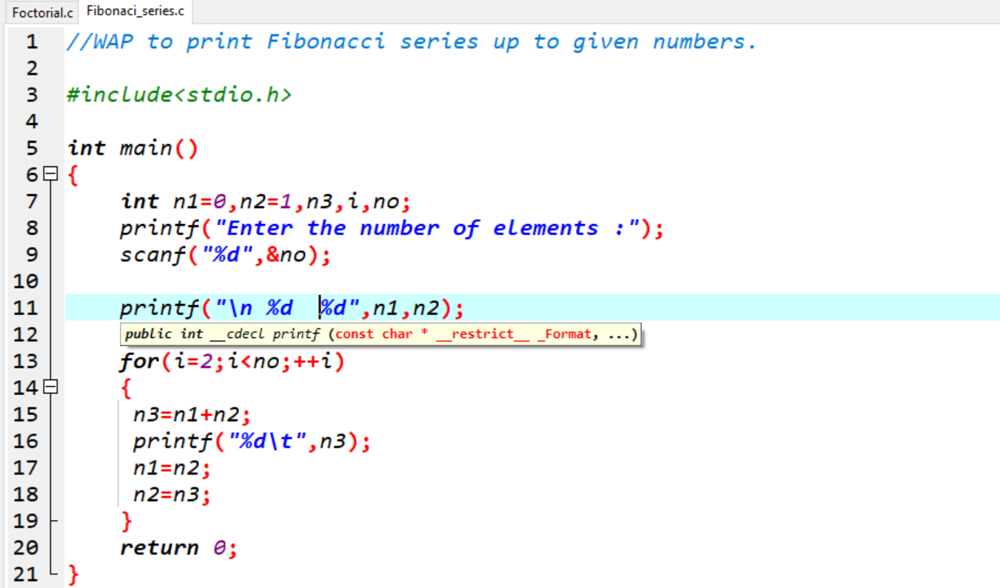 Foctorial.c Fibonaci_series.c
1 //WAP to print Fibonacci series up to given numbers.
2
3 #include<stdio.h>
4
5 int main()
6 {
7 int n1=0,n2=1,n3,i,no;
8 printf("Enter the number of elements :");
9 scanf("%d",&no);
10
11 printf("\n %d  %d",n1,n2);
12 public int __cdecl printf (const char * __restrict__ _Format, ...)
13 for(i=2;i<no;++i)
14 {
15 n3=n1+n2;
16 printf("%d\t",n3);
17 n1=n2;
18 n2=n3;
19 }
20 return 0;
21 }